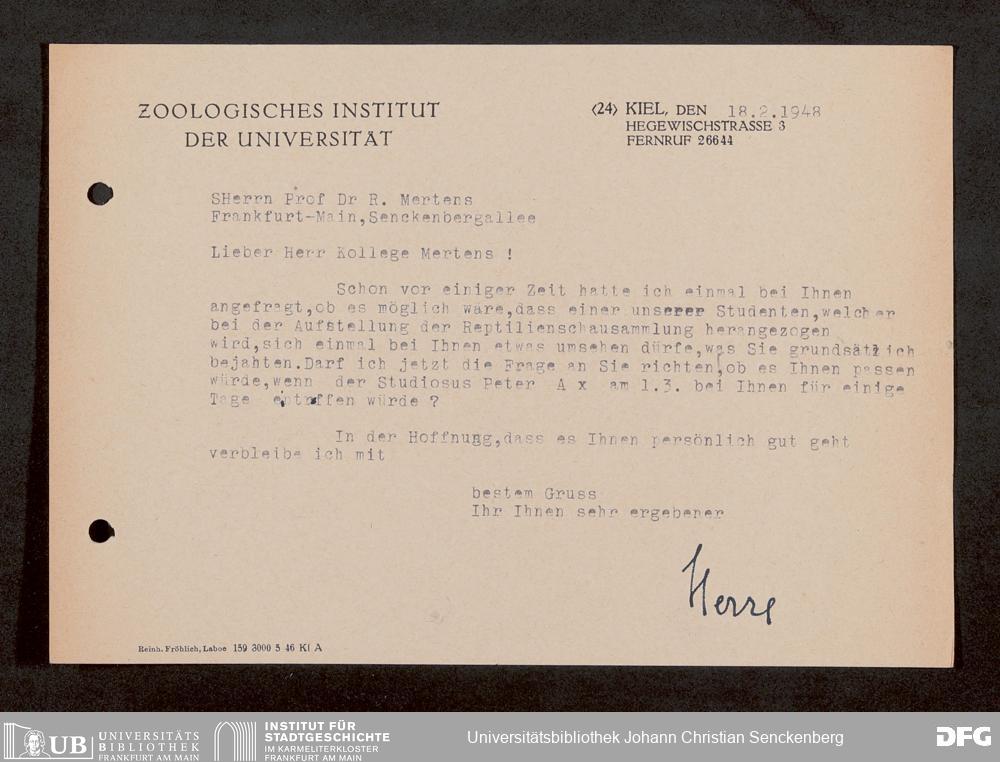 ZOOLOGISCHES INSTITUT
DER UNIVERSITÄT
(24) KIEL, DEN 18.2.1948
HEGEWISCHSTRASSE 3
FERNRUF 26644
SHerrn Prof Dr R. Mertens
Frankfurt-Main,Senckenbergallee
Lieber Herr Kollege Mertens !
Schon vor einiger Zeit hatte ich einmal bei Ihnen
angefragt,ob es möglich wäre,dass einer unserer Studenten,welcher
bei der Aufstellung der Reptilienschausammlung herangezogen
wird,sich einmal bei Ihnen etwas umsehen dürfe,was Sie grundsätzlich
bejahten.Darf ich jetzt die Frage an Sie richten,ob es Ihnen passen
würde,wenn der Studiosus Peter A x am 1.3. bei Ihnen für einige
Tage entreffen würde ?
In der Hoffnung,dass es Ihnen persönlich gut geht
verbleibe ich mit
bestem Gruss
Ihr Ihnen sehr ergebener
Herre
Reinh. Fröhlich, Laboe 159 3000 5 46 Kl A
UB UNIVERSITÄTS
BIBLIOTHEK
FRANKFURT AM MAIN
INSTITUT FÜR
STADTGESCHICHTE
IM KARMELITERKLOSTER
FRANKFURT AM MAIN
Universitätsbibliothek Johann Christian Senckenberg
DFG